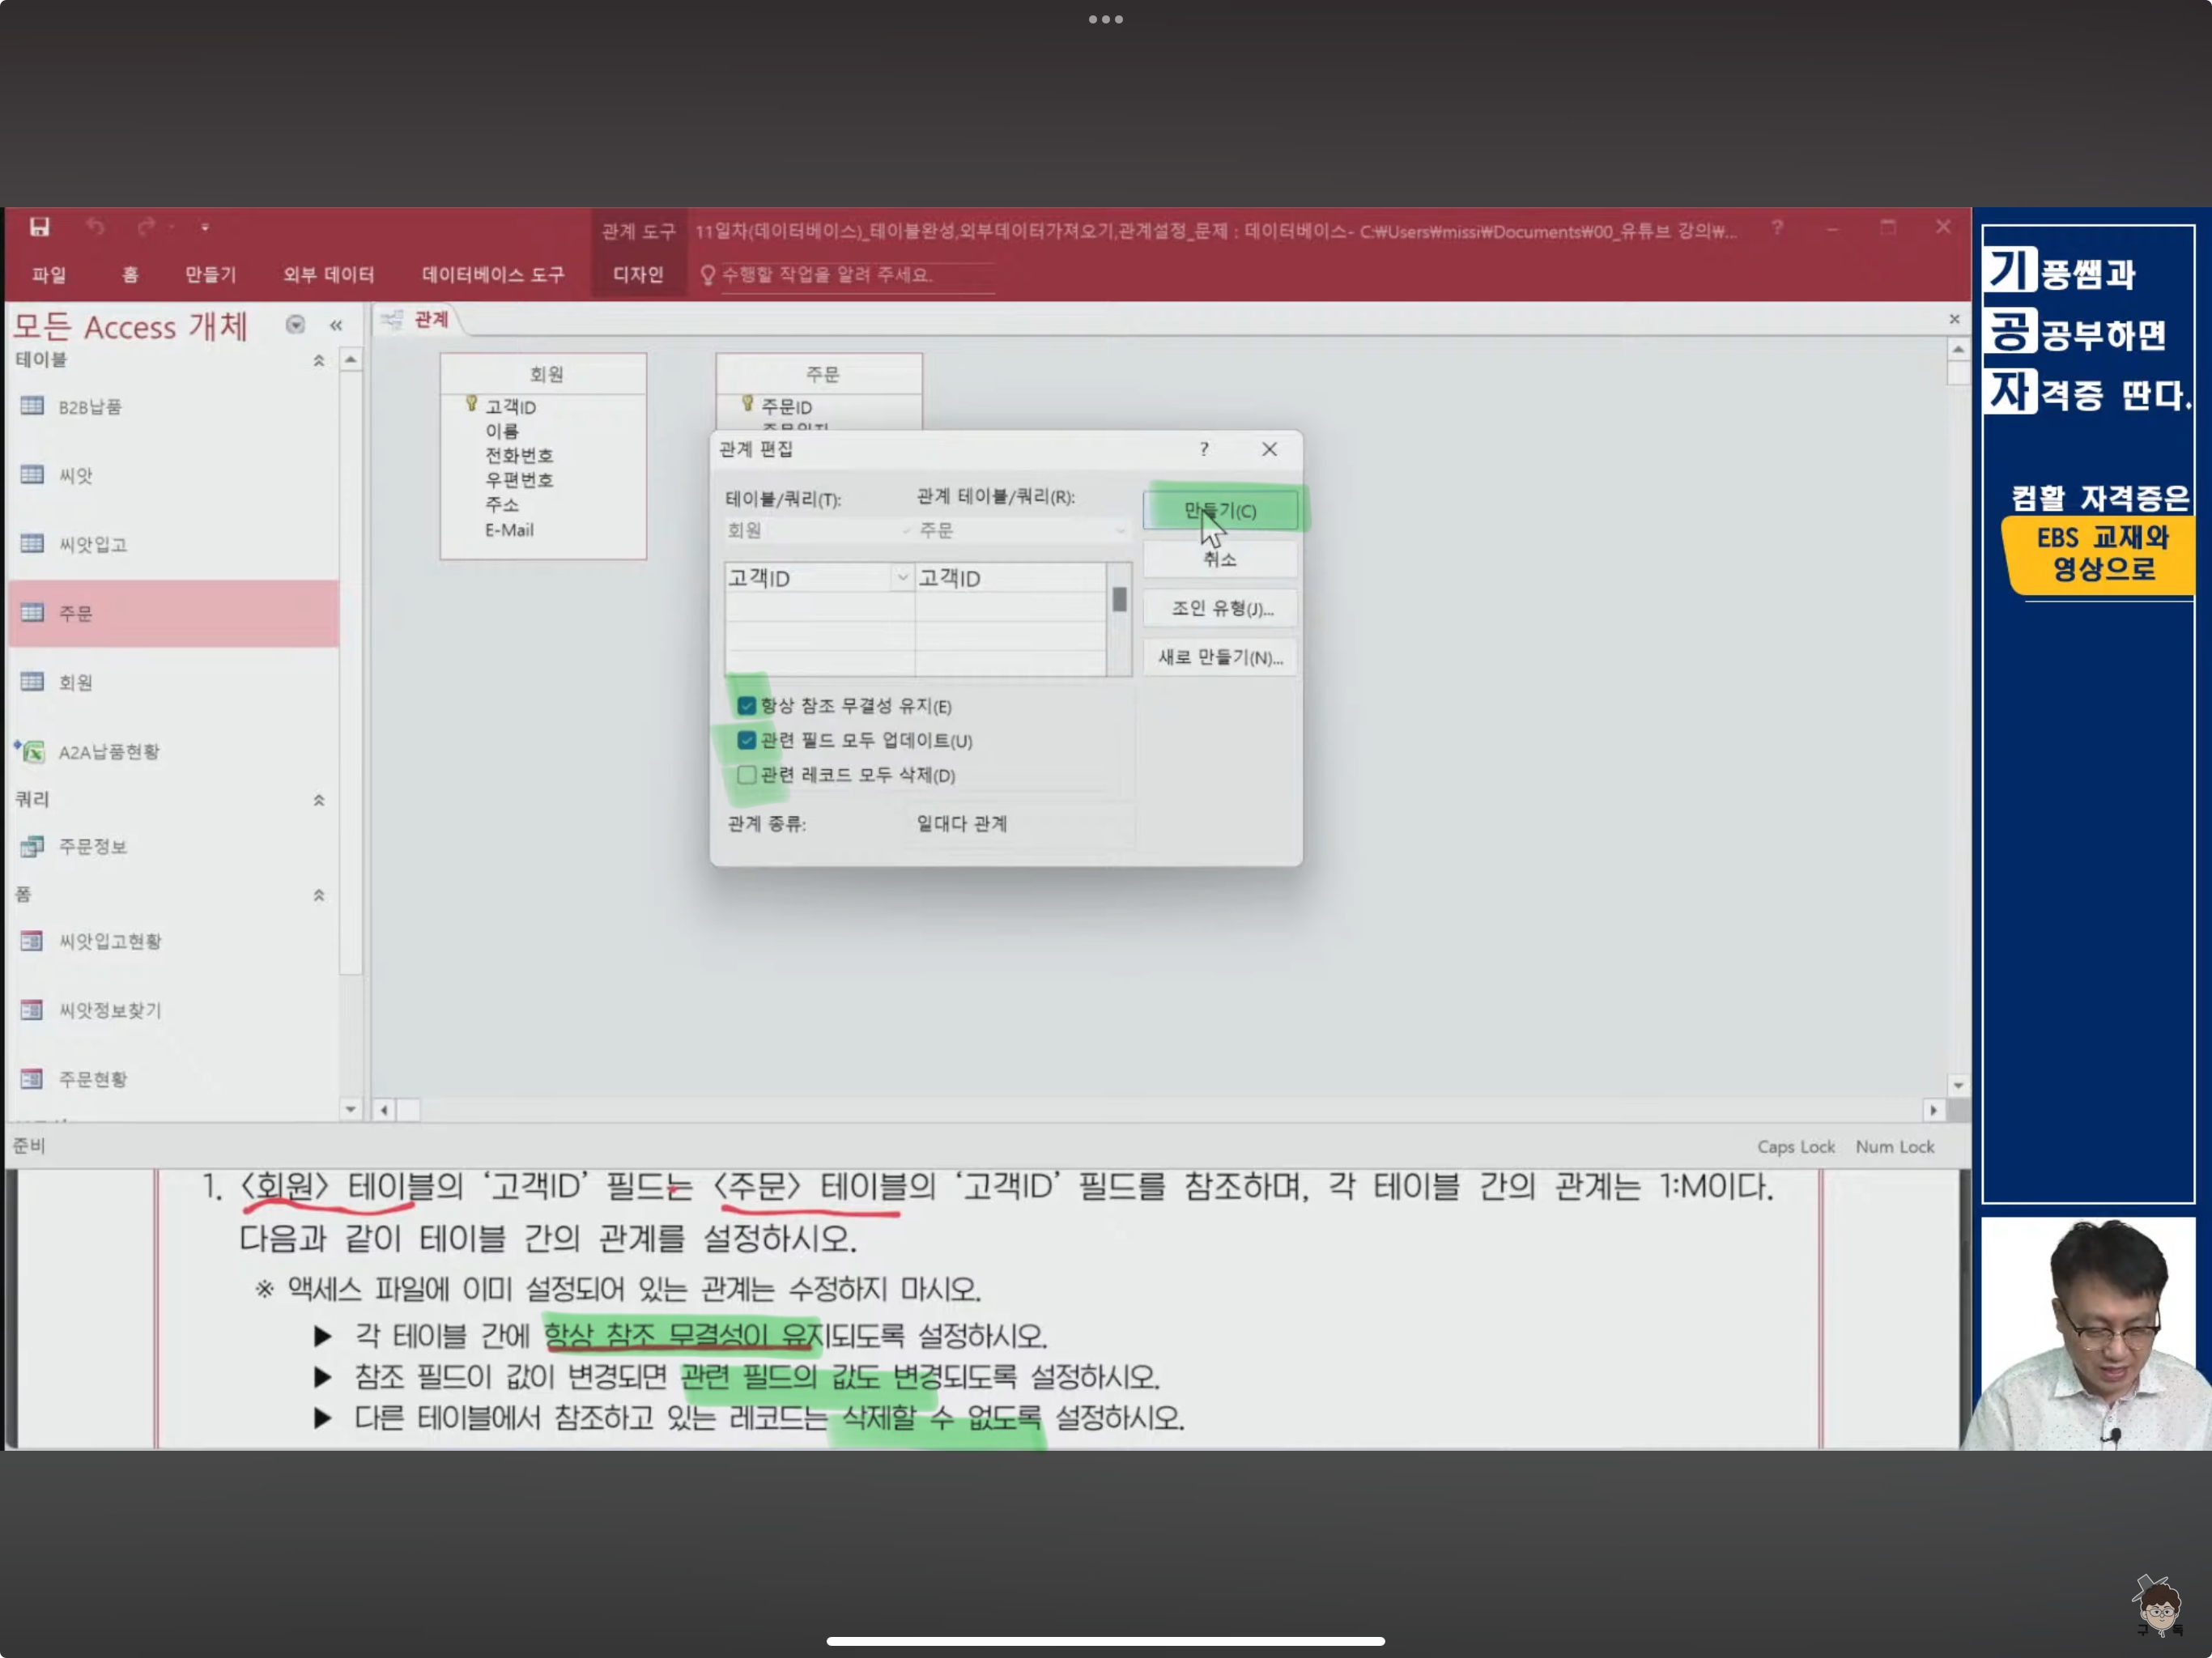 관계 도구
11일차(데이터베이스)_테이블완성,외부데이터가져오기,관계설정_문제 : 데이터베이스- C:₩Users₩missi₩Documents₩00_유튜브 강의₩...
파일 홈 만들기 외부 데이터 데이터베이스 도구 디자인 수행할 작업을 알려 주세요.
모든 Access 개체
테이블
B2B납품
씨앗
씨앗입고
주문
회원
A2A납품현황
쿼리
주문정보
폼
씨앗입고현황
씨앗정보찾기
주문현황
관계
회원
고객ID
이름
전화번호
우편번호
주소
E-Mail
주문
주문ID
관계 편집
테이블/쿼리(T): 관계 테이블/쿼리(R):
회원 주문
고객ID 고객ID
만들기(C)
취소
조인 유형(J)...
새로 만들기(N)...
항상 참조 무결성 유지(E)
관련 필드 모두 업데이트(U)
관련 레코드 모두 삭제(D)
관계 종류: 일대다 관계
준비
Caps Lock Num Lock
1. 〈회원〉 테이블의 ‘고객ID’ 필드는 〈주문〉 테이블의 ‘고객ID’ 필드를 참조하며, 각 테이블 간의 관계는 1:M이다.
다음과 같이 테이블 간의 관계를 설정하시오.
※ 액세스 파일에 이미 설정되어 있는 관계는 수정하지 마시오.
▶ 각 테이블 간에 항상 참조 무결성이 유지되도록 설정하시오.
▶ 참조 필드이 값이 변경되면 관련 필드의 값도 변경되도록 설정하시오.
▶ 다른 테이블에서 참조하고 있는 레코드는 삭제할 수 없도록 설정하시오.
기풍쌤과
공공부하면
자격증 딴다.
컴활 자격증은
EBS 교재와
영상으로
구독